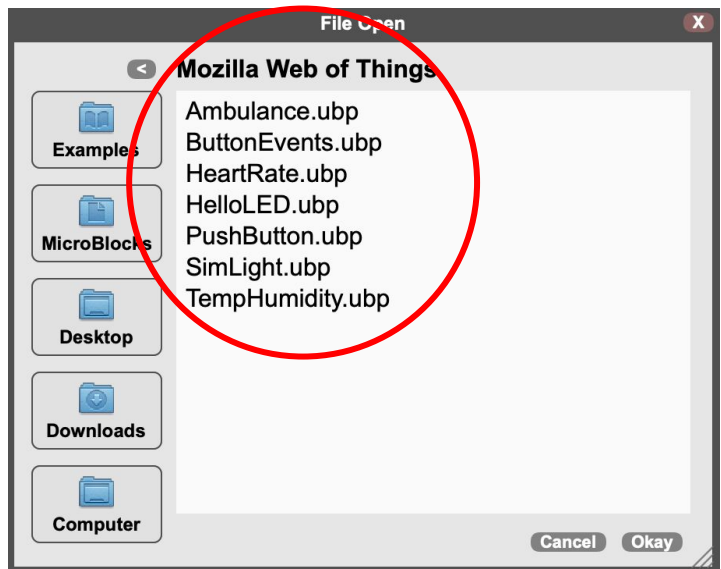 File Open
X
<
Mozilla Web of Things
Examples
MicroBlocks
Desktop
Downloads
Computer
Ambulance.ubp
ButtonEvents.ubp
HeartRate.ubp
HelloLED.ubp
PushButton.ubp
SimLight.ubp
TempHumidity.ubp
Cancel
Okay